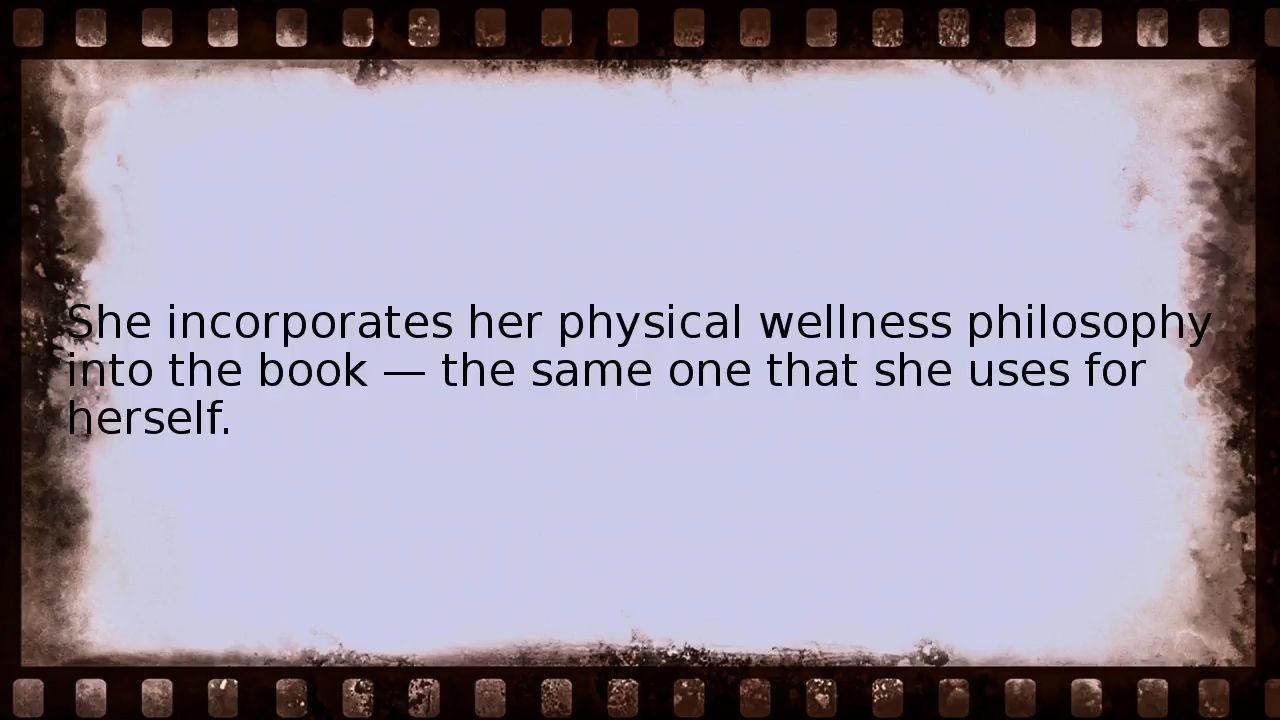 She incorporates her physical wellness philosophy
into the book — the same one that she uses for
herself.